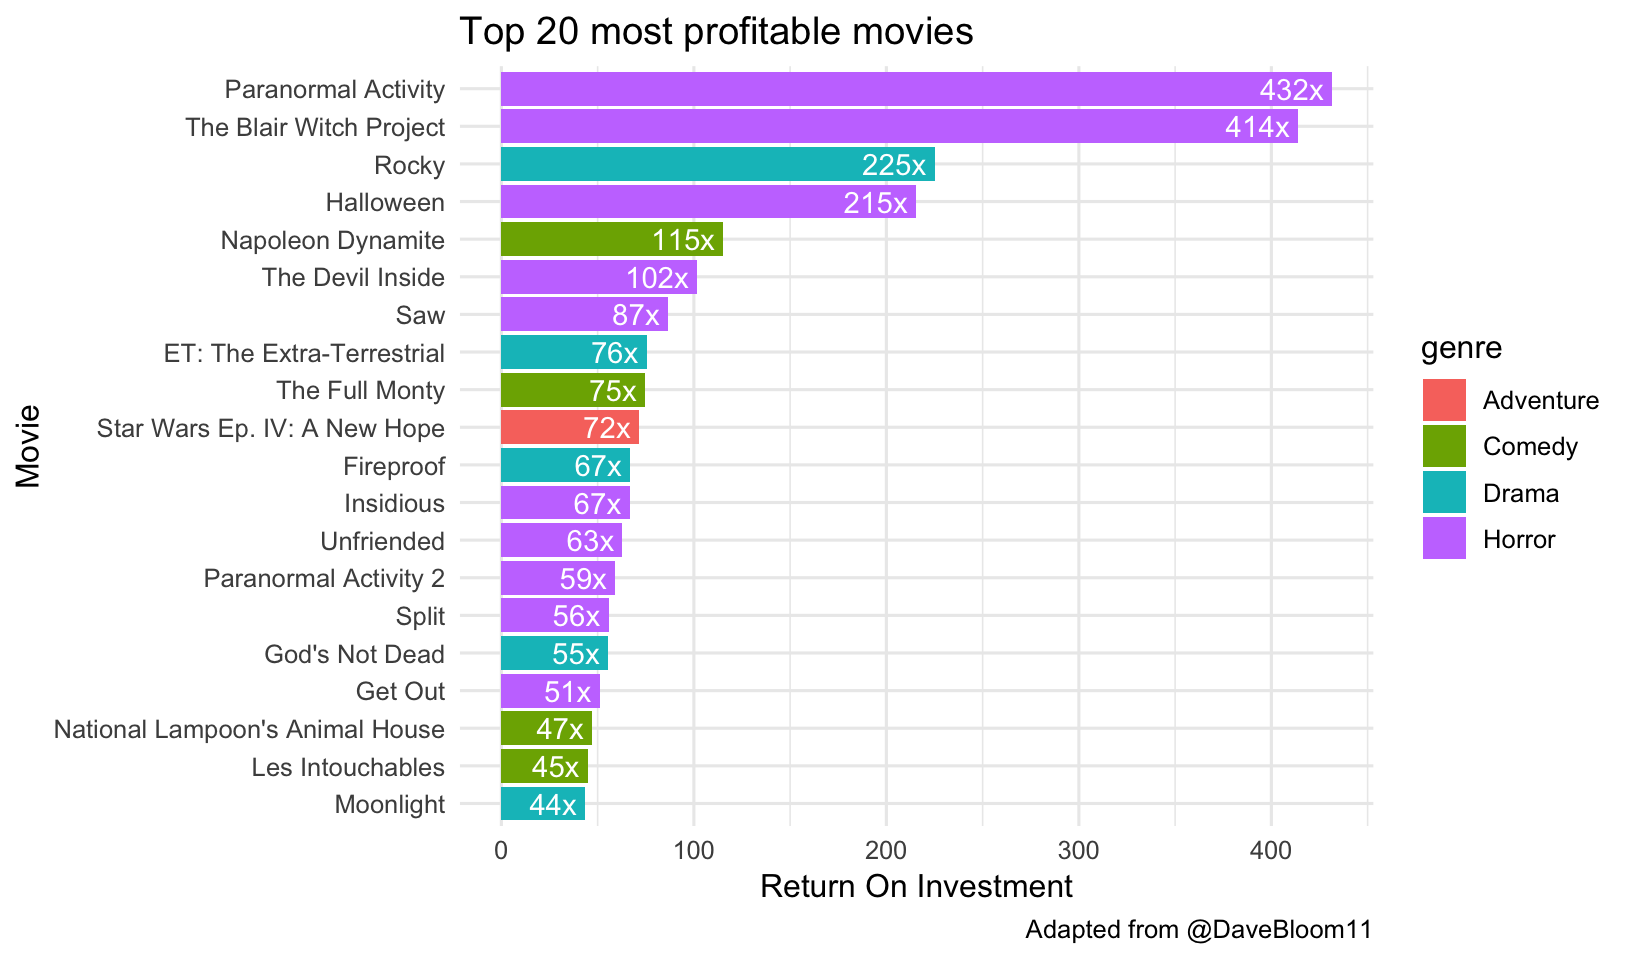 Top 20 most profitable movies
Movie
Paranormal Activity 432x
The Blair Witch Project 414x
Rocky 225x
Halloween 215x
Napoleon Dynamite 115x
The Devil Inside 102x
Saw 87x
ET: The Extra-Terrestrial 76x
The Full Monty 75x
Star Wars Ep. IV: A New Hope 72x
Fireproof 67x
Insidious 67x
Unfriended 63x
Paranormal Activity 2 59x
Split 56x
God's Not Dead 55x
Get Out 51x
National Lampoon's Animal House 47x
Les Intouchables 45x
Moonlight 44x
0 100 200 300 400
Return On Investment
genre
Adventure
Comedy
Drama
Horror
Adapted from @DaveBloom11